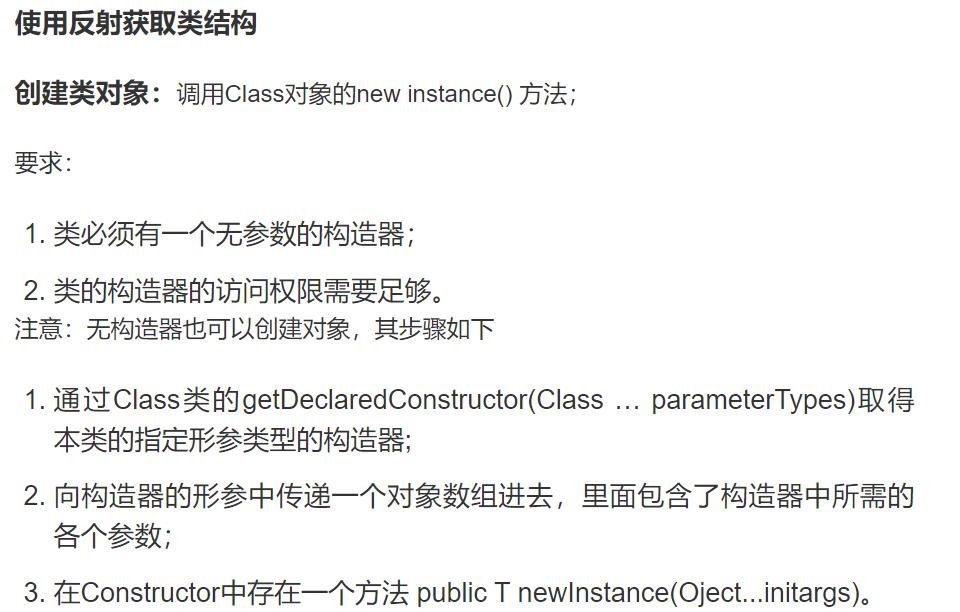 使用反射获取类结构
创建类对象：调用Class对象的new instance() 方法；
要求：
1. 类必须有一个无参数的构造器；
2. 类的构造器的访问权限需要足够。
注意：无构造器也可以创建对象，其步骤如下
1. 通过Class类的getDeclaredConstructor(Class … parameterTypes)取得
本类的指定形参类型的构造器;
2. 向构造器的形参中传递一个对象数组进去，里面包含了构造器中所需的
各个参数；
3. 在Constructor中存在一个方法 public T newInstance(Oject...initargs)。